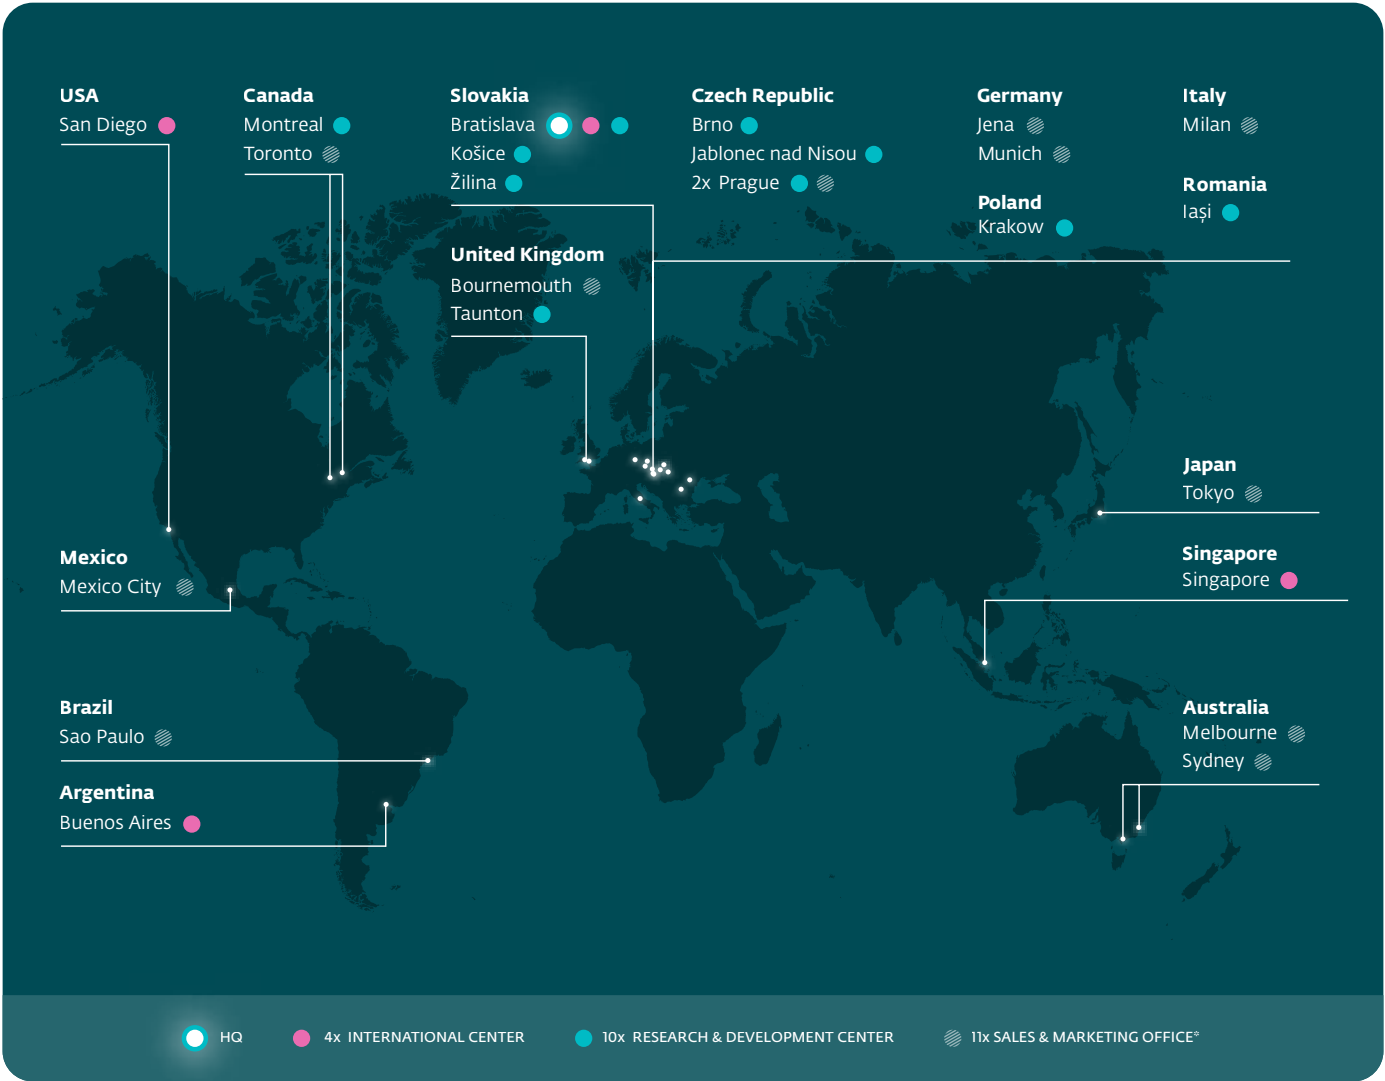 USA
San Diego
Canada
Montreal
Toronto
Slovakia
Bratislava
Košice
Žilina
United Kingdom
Bournemouth
Taunton
Czech Republic
Brno
Jablonec nad Nisou
2x Prague
Germany
Jena
Munich
Poland
Krakow
Italy
Milan
Romania
Iași
Japan
Tokyo
Singapore
Singapore
Australia
Melbourne
Sydney
Mexico
Mexico City
Brazil
Sao Paulo
Argentina
Buenos Aires
HQ
4x INTERNATIONAL CENTER
10x RESEARCH & DEVELOPMENT CENTER
11x SALES & MARKETING OFFICE*